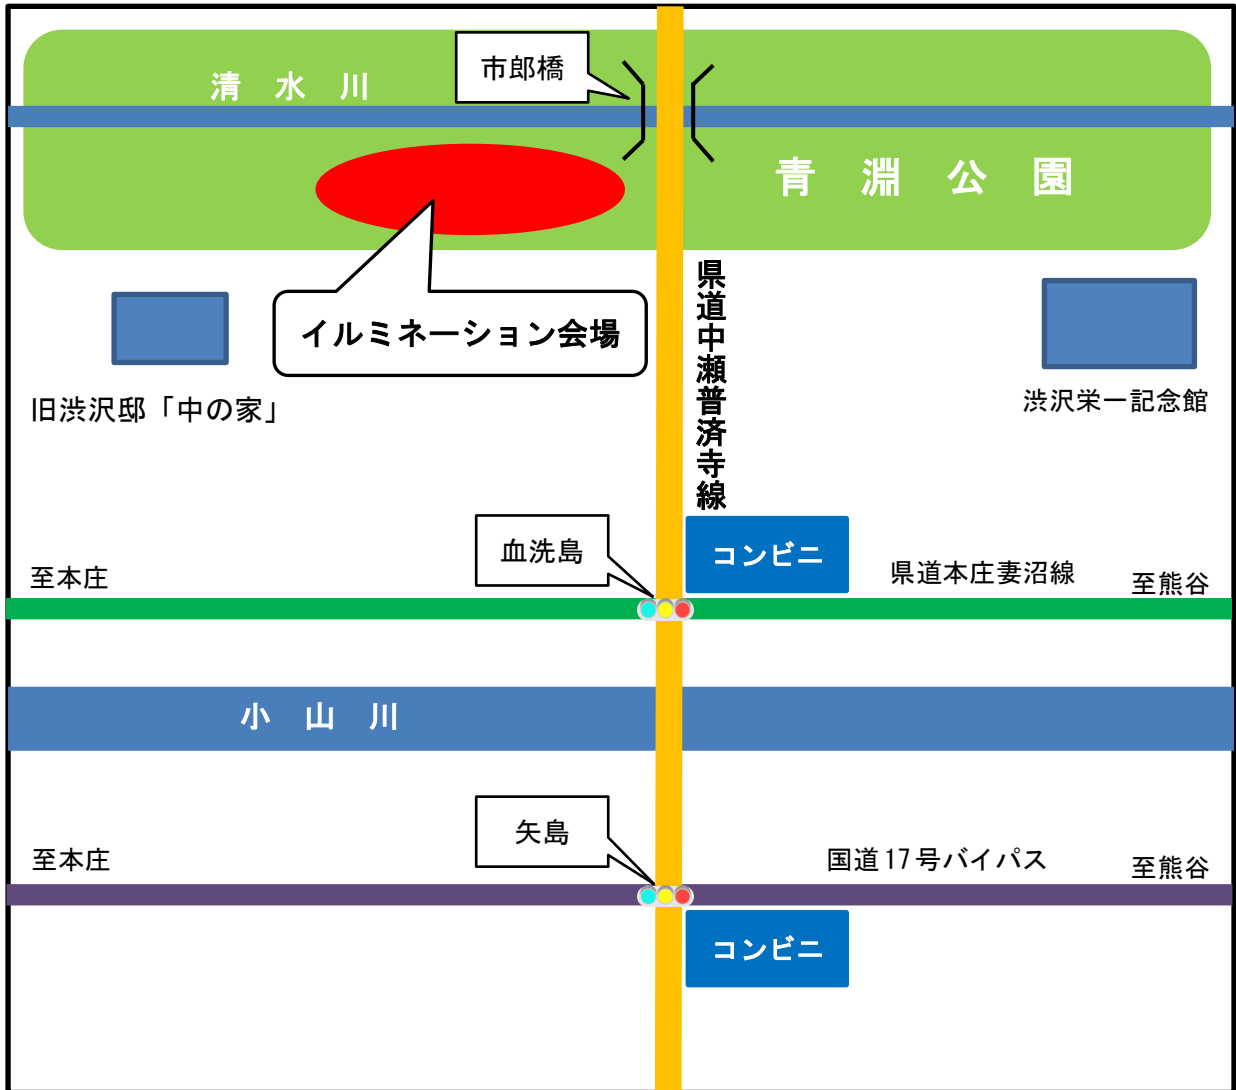 市郎橋
清水川
青淵公園
イルミネーション会場
県道中瀬普済寺線
旧渋沢邸「中の家」
渋沢栄一記念館
血洗島
コンビニ
至本庄
県道本庄妻沼線
至熊谷
小山川
矢島
至本庄
国道17号バイパス
至熊谷
コンビニ